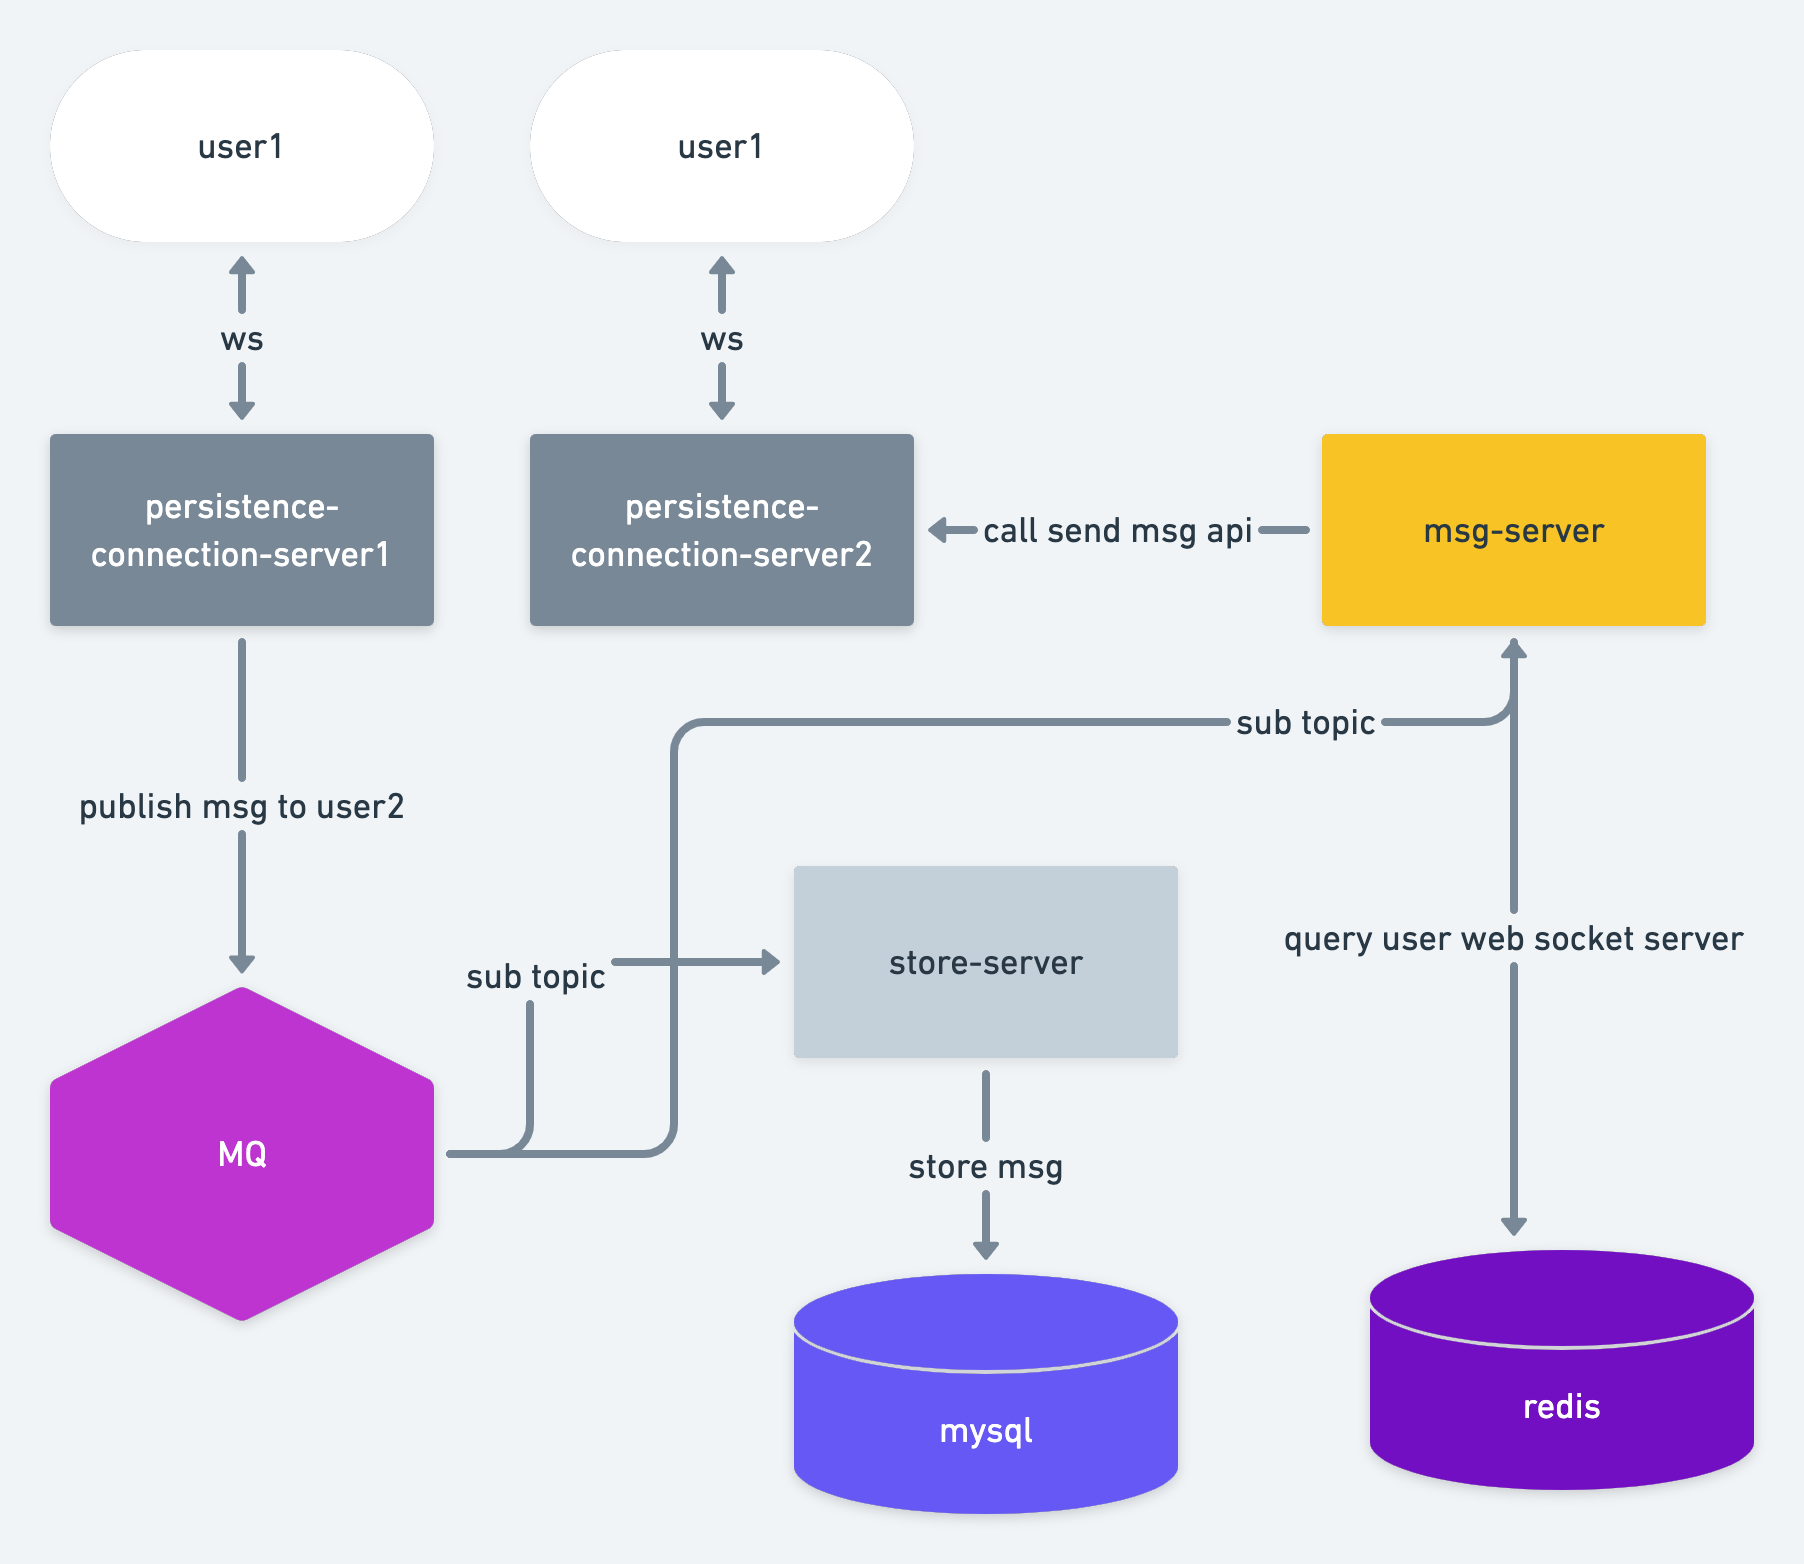 user1
user1
ws
ws
persistence-
connection-server1
persistence-
connection-server2
call send msg api
msg-server
sub topic
publish msg to user2
query user web socket server
sub topic
store-server
MQ
store msg
redis
mysql